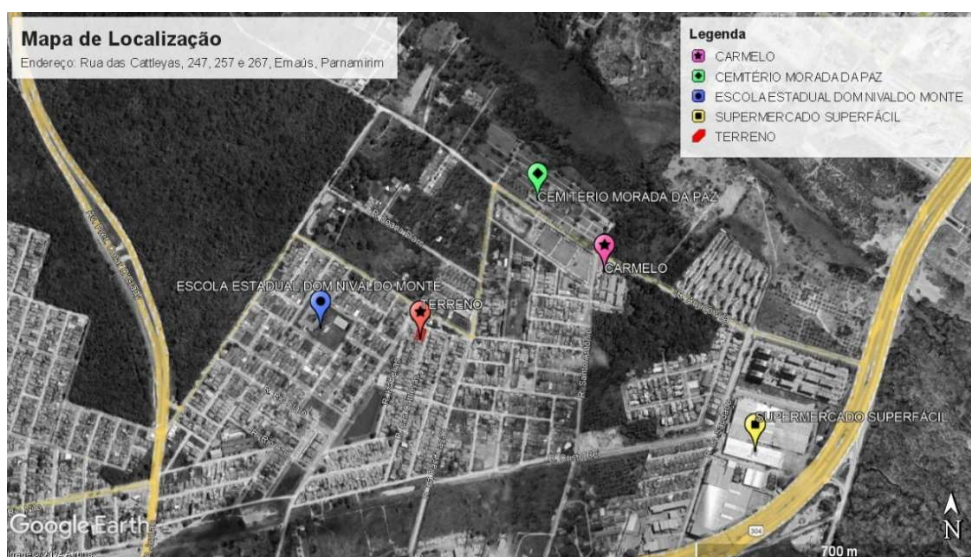 Mapa de Localização
Endereço: Rua das Cattleyas, 247, 257 e 267, Emaús, Parnamirim
Legenda
CARMELO
CEMITÉRIO MORADA DA PAZ
ESCOLA ESTADUAL DOM NIVALDO MONTE
SUPERMERCADO SUPERFÁCIL
TERRENO
CEMITÉRIO MORADA DA PAZ
CARMELO
ESCOLA ESTADUAL DOM NIVALDO MONTE
TERRENO
SUPERMERCADO SUPERFÁCIL
304
Google Earth
N
700 m